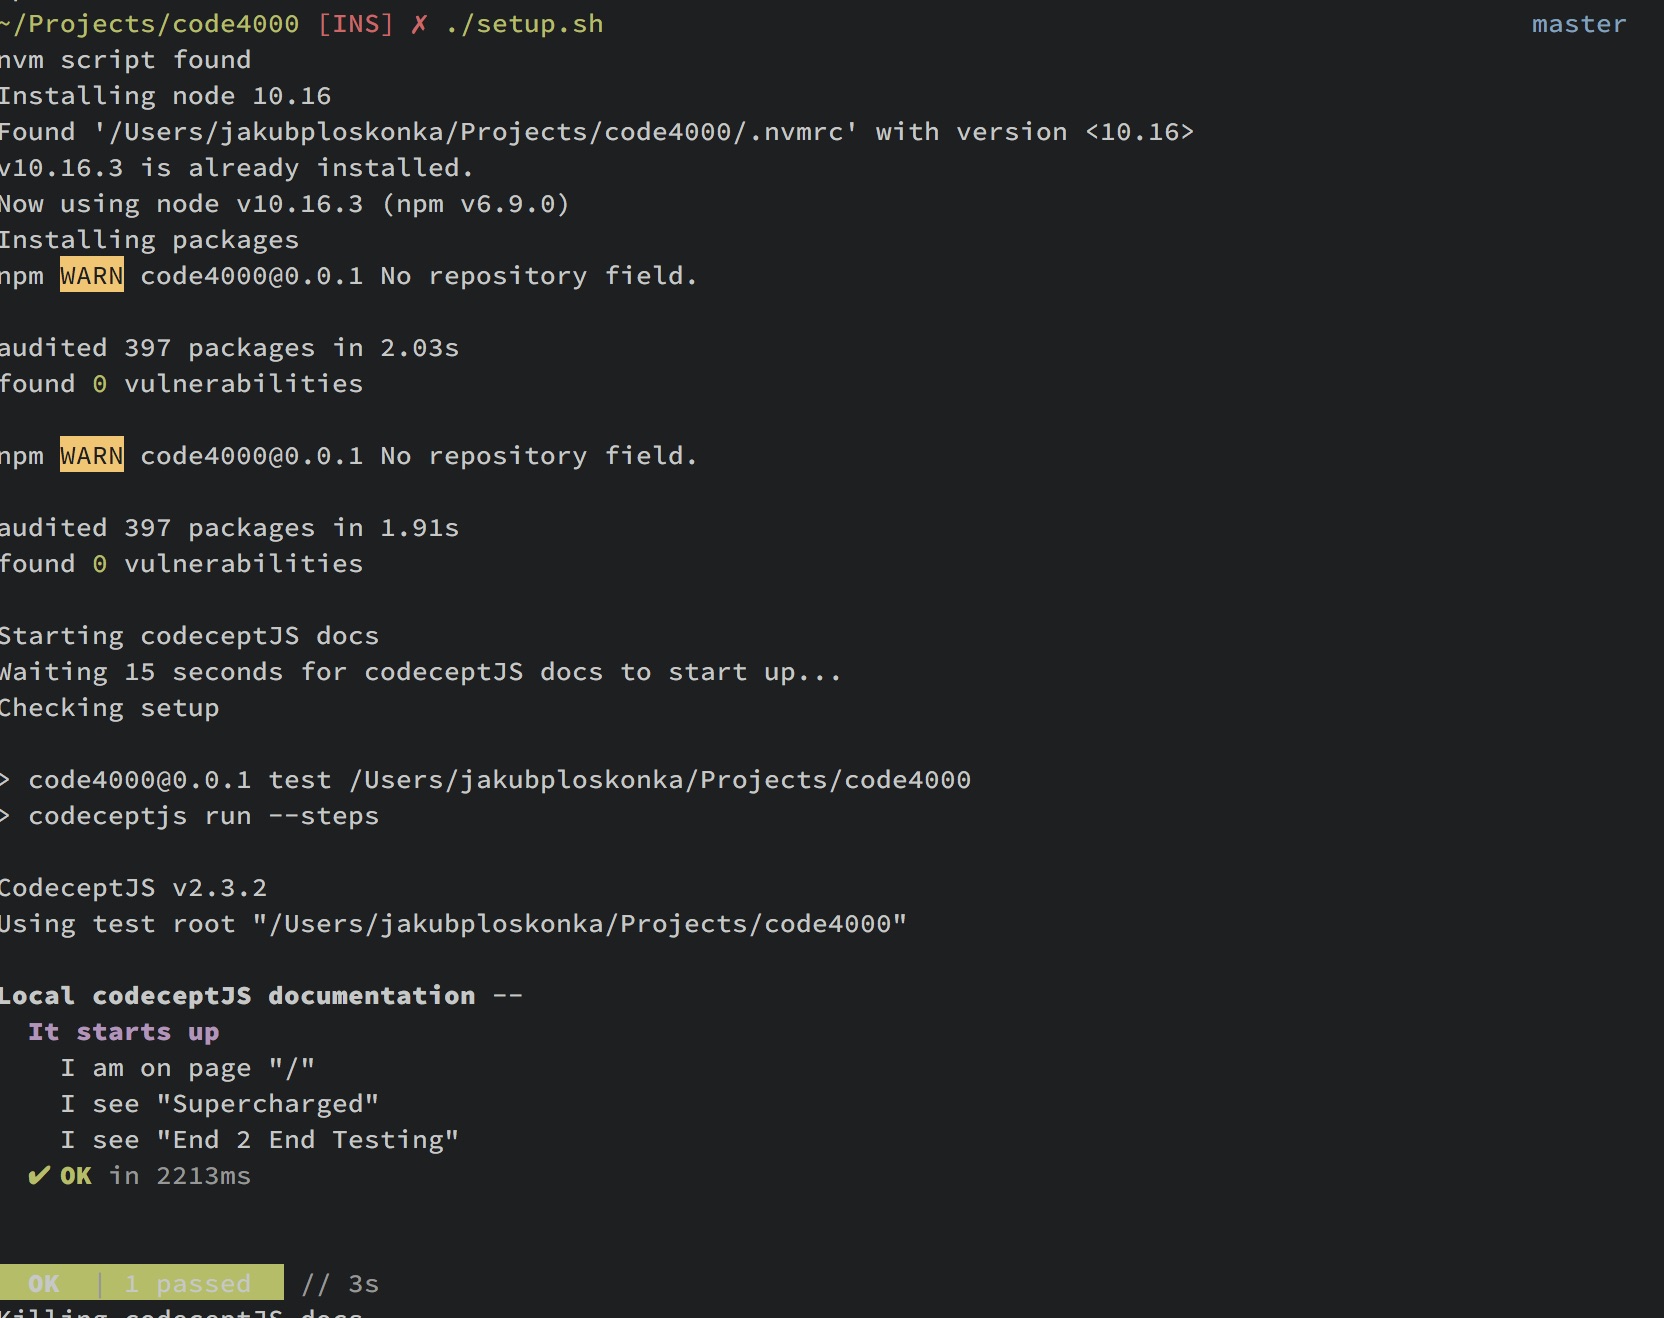 ~/Projects/code4000 [INS] ✗ ./setup.sh master
nvm script found
Installing node 10.16
Found '/Users/jakubploskonka/Projects/code4000/.nvmrc' with version <10.16>
v10.16.3 is already installed.
Now using node v10.16.3 (npm v6.9.0)
Installing packages
npm WARN code4000@0.0.1 No repository field.
audited 397 packages in 2.03s
found 0 vulnerabilities
npm WARN code4000@0.0.1 No repository field.
audited 397 packages in 1.91s
found 0 vulnerabilities
Starting codeceptJS docs
Waiting 15 seconds for codeceptJS docs to start up...
Checking setup
> code4000@0.0.1 test /Users/jakubploskonka/Projects/code4000
> codeceptjs run --steps
CodeceptJS v2.3.2
Using test root "/Users/jakubploskonka/Projects/code4000"
Local codeceptJS documentation --
It starts up
I am on page "/"
I see "Supercharged"
I see "End 2 End Testing"
✔ OK in 2213ms
OK | 1 passed // 3s
Killing codeceptJS docs